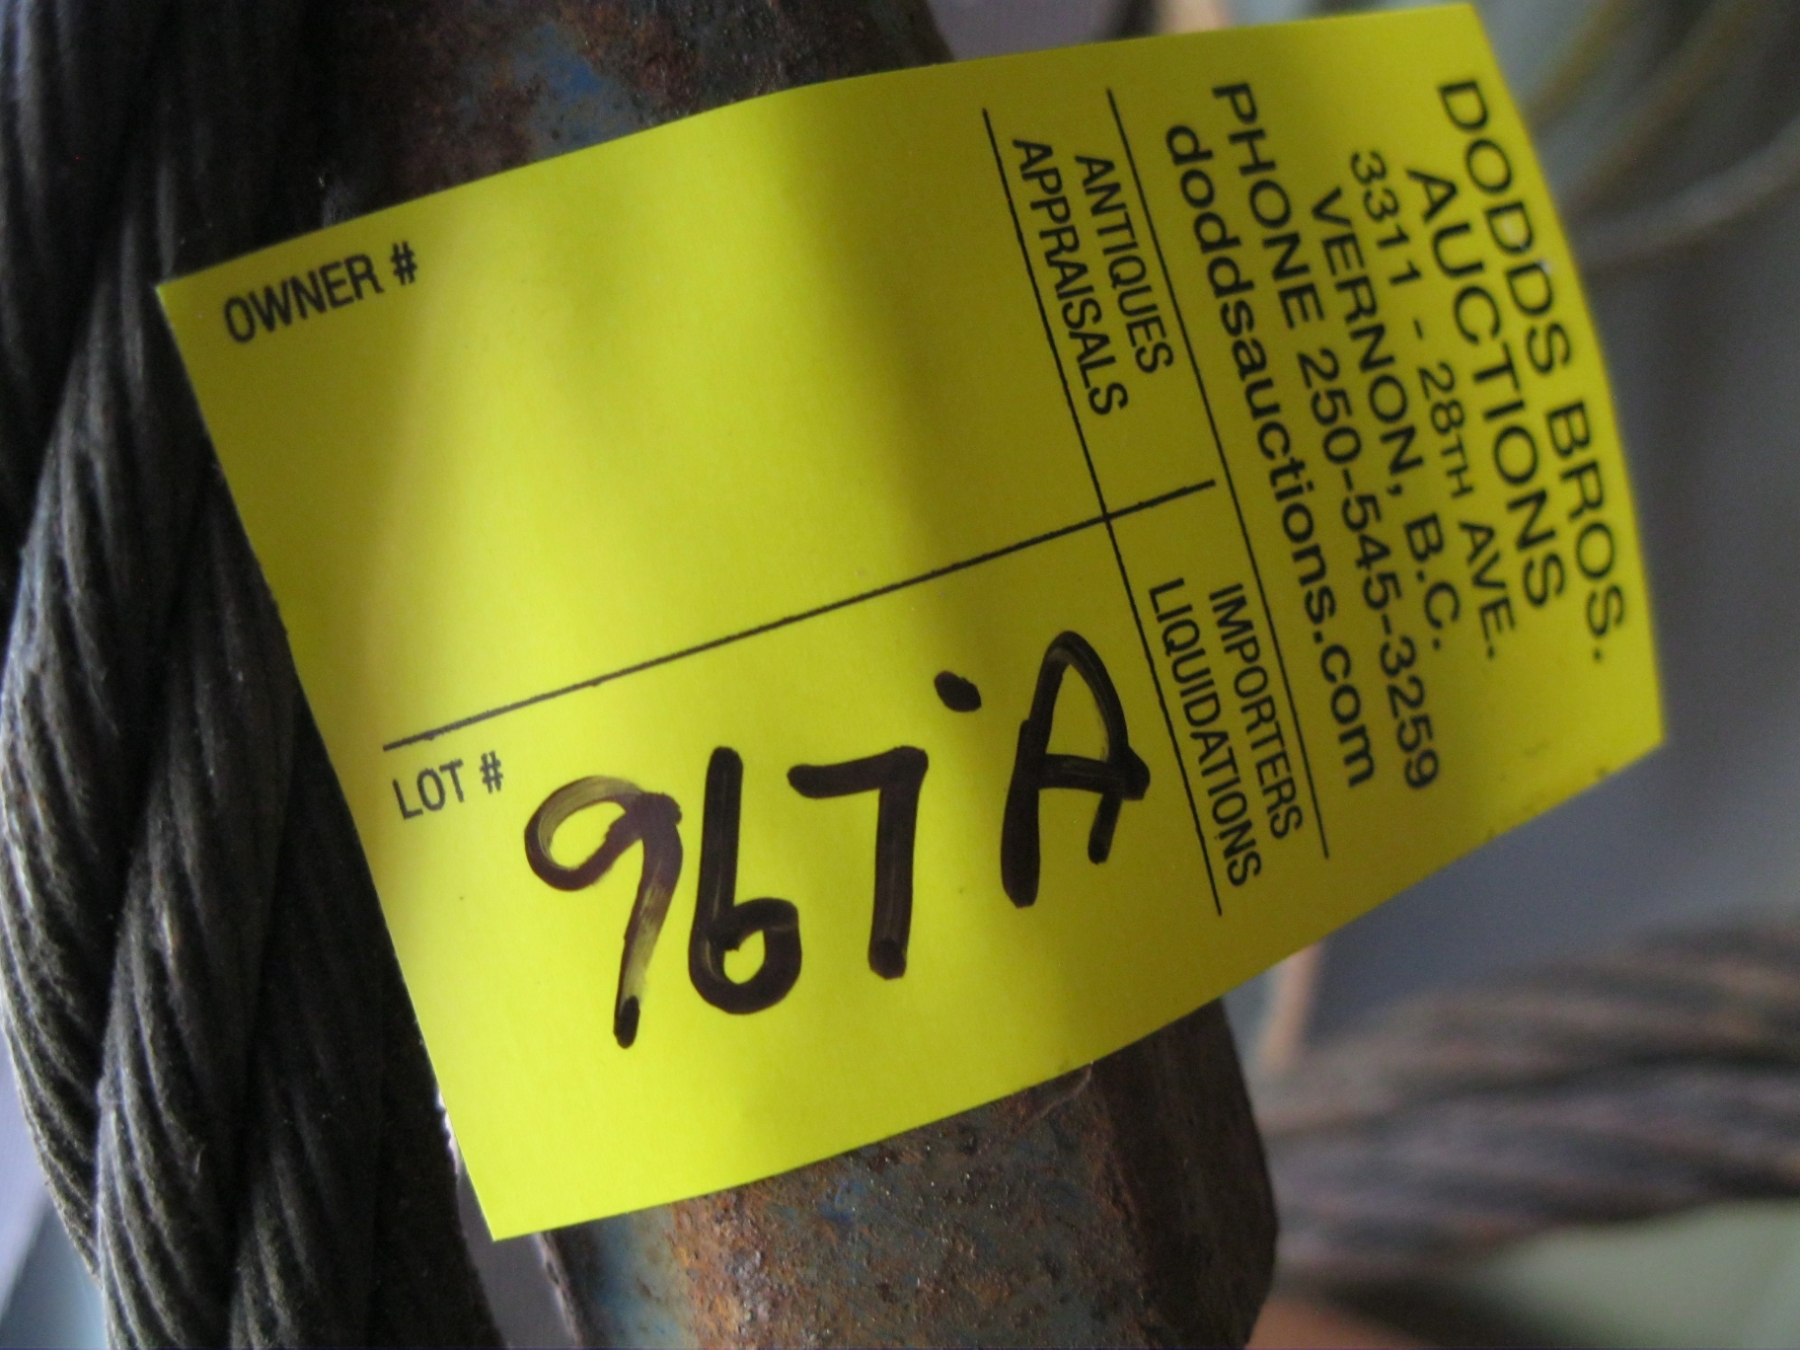 DODDS BROS.
AUCTIONS
3311 - 28TH AVE.
VERNON, B.C.
PHONE 250-545-3259
doddsauctions.com
ANTIQUES
APPRAISALS
IMPORTERS
LIQUIDATIONS
OWNER #
LOT #
967·A